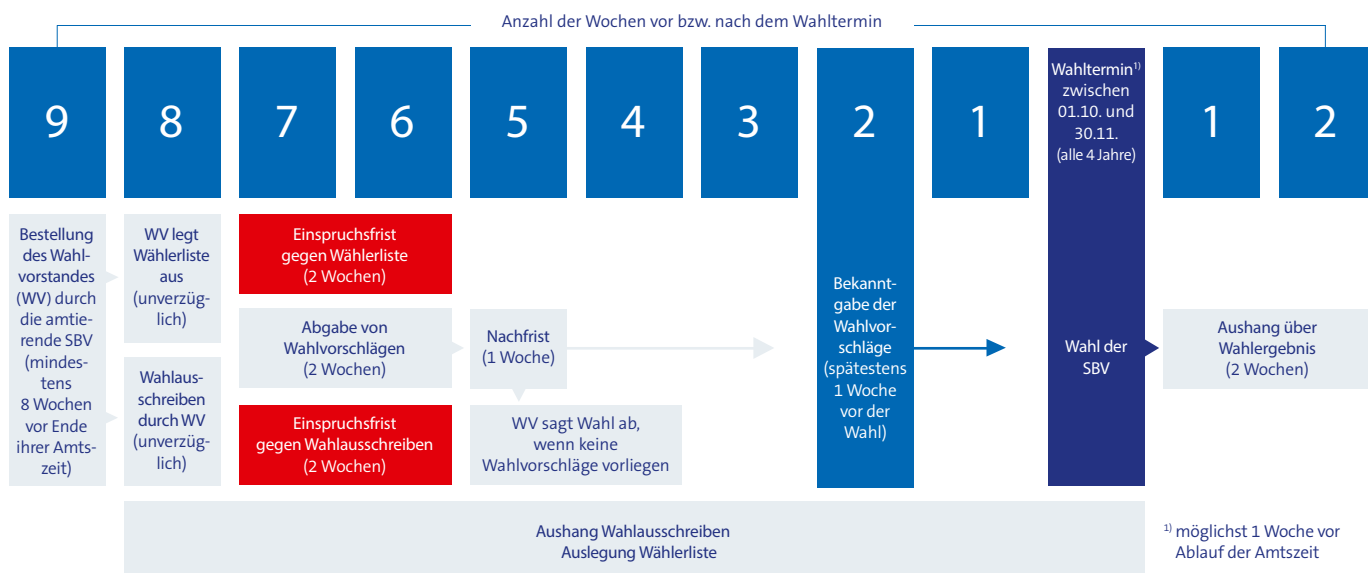 Anzahl der Wochen vor bzw. nach dem Wahltermin
9
8
7
6
5
4
3
2
1
Wahltermin1)
zwischen
01.10. und
30.11.
(alle 4 Jahre)
1
2
Bestellung
des Wahl-
vorstandes
(WV) durch
die amtie-
rende SBV
(mindes-
tens
8 Wochen
vor Ende
ihrer Amts-
zeit)
WV legt
Wählerliste
aus
(unverzüg-
lich)
Wahlaus-
schreiben
durch WV
(unverzüg-
lich)
Einspruchsfrist
gegen Wählerliste
(2 Wochen)
Abgabe von
Wahlvorschlägen
(2 Wochen)
Einspruchsfrist
gegen Wahlausschreiben
(2 Wochen)
Nachfrist
(1 Woche)
WV sagt Wahl ab,
wenn keine
Wahlvorschläge vorliegen
Bekannt-
gabe der
Wahlvor-
schläge
(spätestens
1 Woche
vor der
Wahl)
Wahl der
SBV
Aushang über
Wahlergebnis
(2 Wochen)
Aushang Wahlausschreiben
Auslegung Wählerliste
1) möglichst 1 Woche vor
Ablauf der Amtszeit